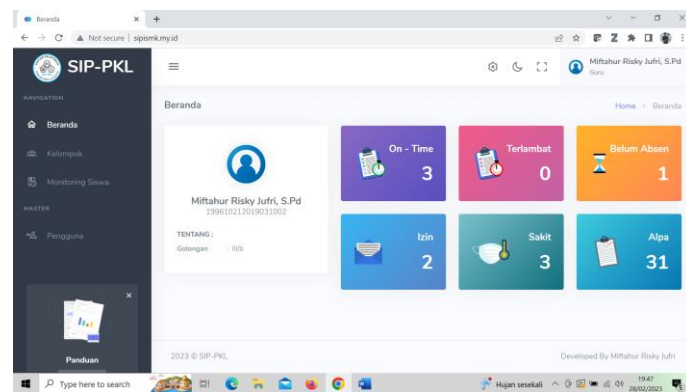 Beranda
Not secure | sipismk.my.id
SIP-PKL
Miftahur Risky Jufri, S.Pd
Guru
NAVIGATION
Beranda
Kelompok
Monitoring Siswa
MASTER
Pengguna
Panduan
Beranda
Home > Beranda
Miftahur Risky Jufri, S.Pd
199610212019031002
TENTANG :
Golongan : III/b
On - Time
3
Terlambat
0
Belum Absen
1
Izin
2
Sakit
3
Alpa
31
2023 © SIP-PKL.
Developed By Miftahur Risky Jufri
Type here to search
Hujan sesekali
19:47
28/02/2023